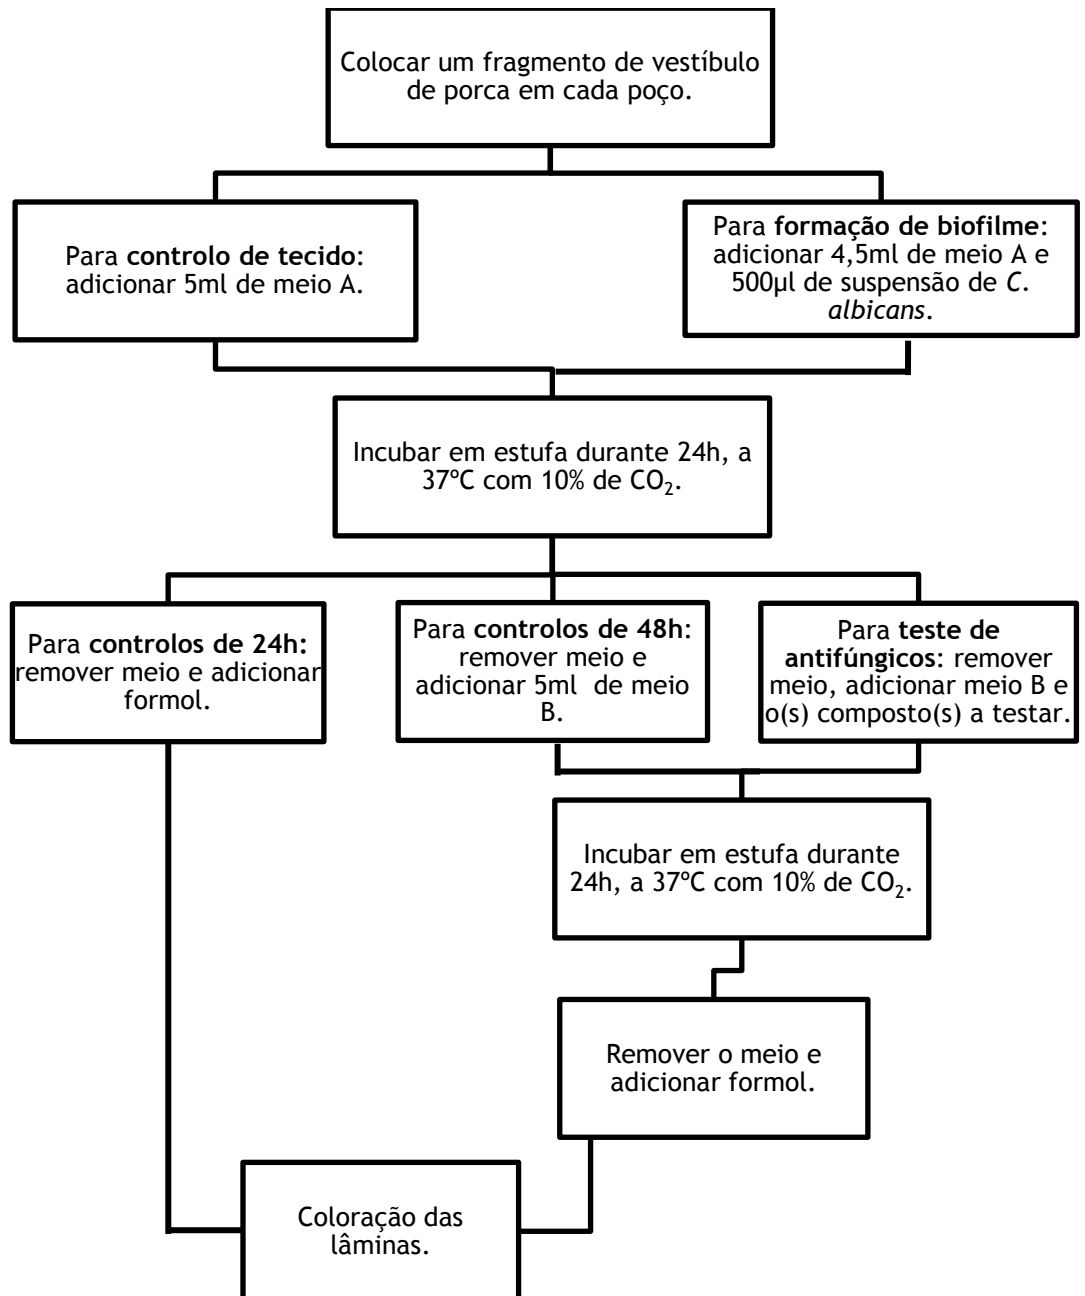 Colocar um fragmento de vestíbulo
de porca em cada poço.
Para controlo de tecido:
adicionar 5ml de meio A.
Para formação de biofilme:
adicionar 4,5ml de meio A e
500µl de suspensão de C.
albicans.
Incubar em estufa durante 24h, a
37ºC com 10% de CO₂.
Para controlos de 24h:
remover meio e adicionar
formol.
Para controlos de 48h:
remover meio e
adicionar 5ml de meio
B.
Para teste de
antifúngicos: remover
meio, adicionar meio B e
o(s) composto(s) a testar.
Incubar em estufa durante
24h, a 37ºC com 10% de CO₂.
Remover o meio e
adicionar formol.
Coloração das
lâminas.